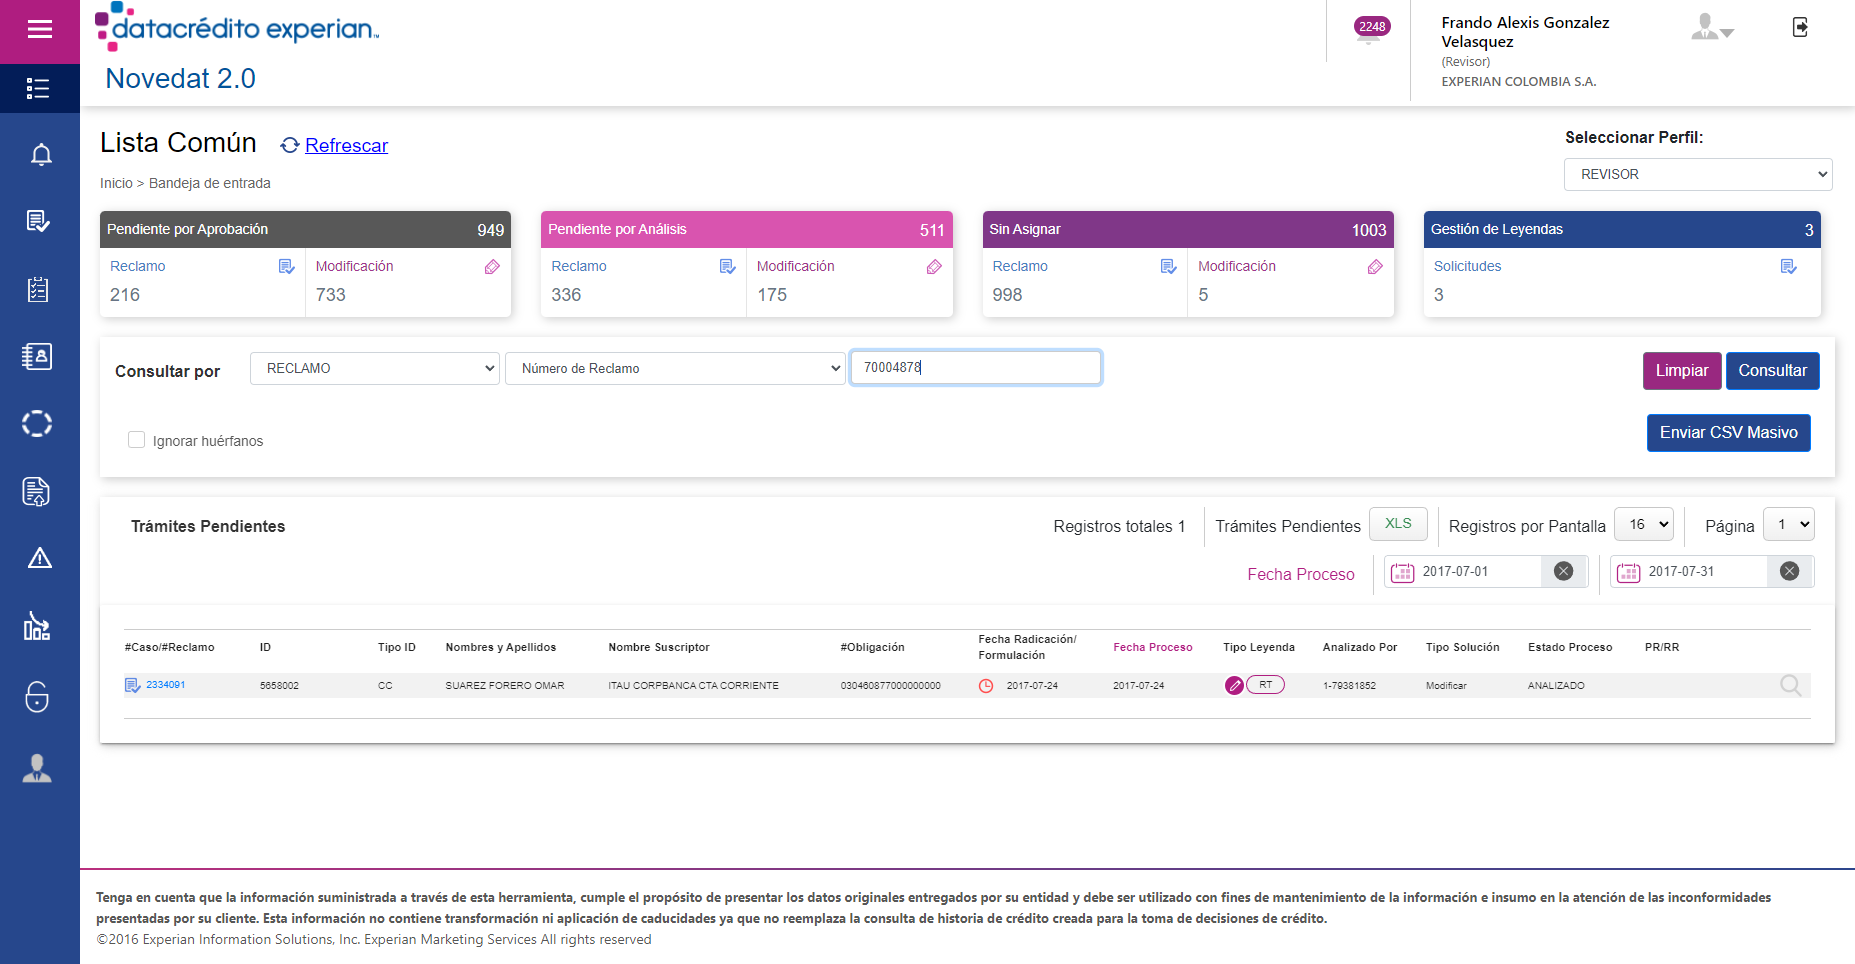 datacrédito experian™
Novedat 2.0
2248
Frando Alexis Gonzalez
Velasquez
(Revisor)
EXPERIAN COLOMBIA S.A.
Lista Común Refrescar
Inicio > Bandeja de entrada
Seleccionar Perfil:
REVISOR
Pendiente por Aprobación 949
Reclamo Modificación
216 733
Pendiente por Análisis 511
Reclamo Modificación
336 175
Sin Asignar 1003
Reclamo Modificación
998 5
Gestión de Leyendas 3
Solicitudes
3
Consultar por RECLAMO Número de Reclamo 70004878 Limpiar Consultar
Ignorar huérfanos Enviar CSV Masivo
Trámites Pendientes Registros totales 1 Trámites Pendientes XLS Registros por Pantalla 16 Página 1
Fecha Proceso 2017-07-01 2017-07-31
#Caso/#Reclamo ID Tipo ID Nombres y Apellidos Nombre Suscriptor #Obligación Fecha Radicación/ Formulación Fecha Proceso Tipo Leyenda Analizado Por Tipo Solución Estado Proceso PR/RR
2334091 5658002 CC SUAREZ FORERO OMAR ITAU CORPBANCA CTA CORRIENTE 030460877000000000 2017-07-24 2017-07-24 RT 1-79381852 Modificar ANALIZADO
Tenga en cuenta que la información suministrada a través de esta herramienta, cumple el propósito de presentar los datos originales entregados por su entidad y debe ser utilizado con fines de mantenimiento de la información e insumo en la atención de las inconformidades
presentadas por su cliente. Esta información no contiene transformación ni aplicación de caducidades ya que no reemplaza la consulta de historia de crédito creada para la toma de decisiones de crédito.
©2016 Experian Information Solutions, Inc. Experian Marketing Services All rights reserved